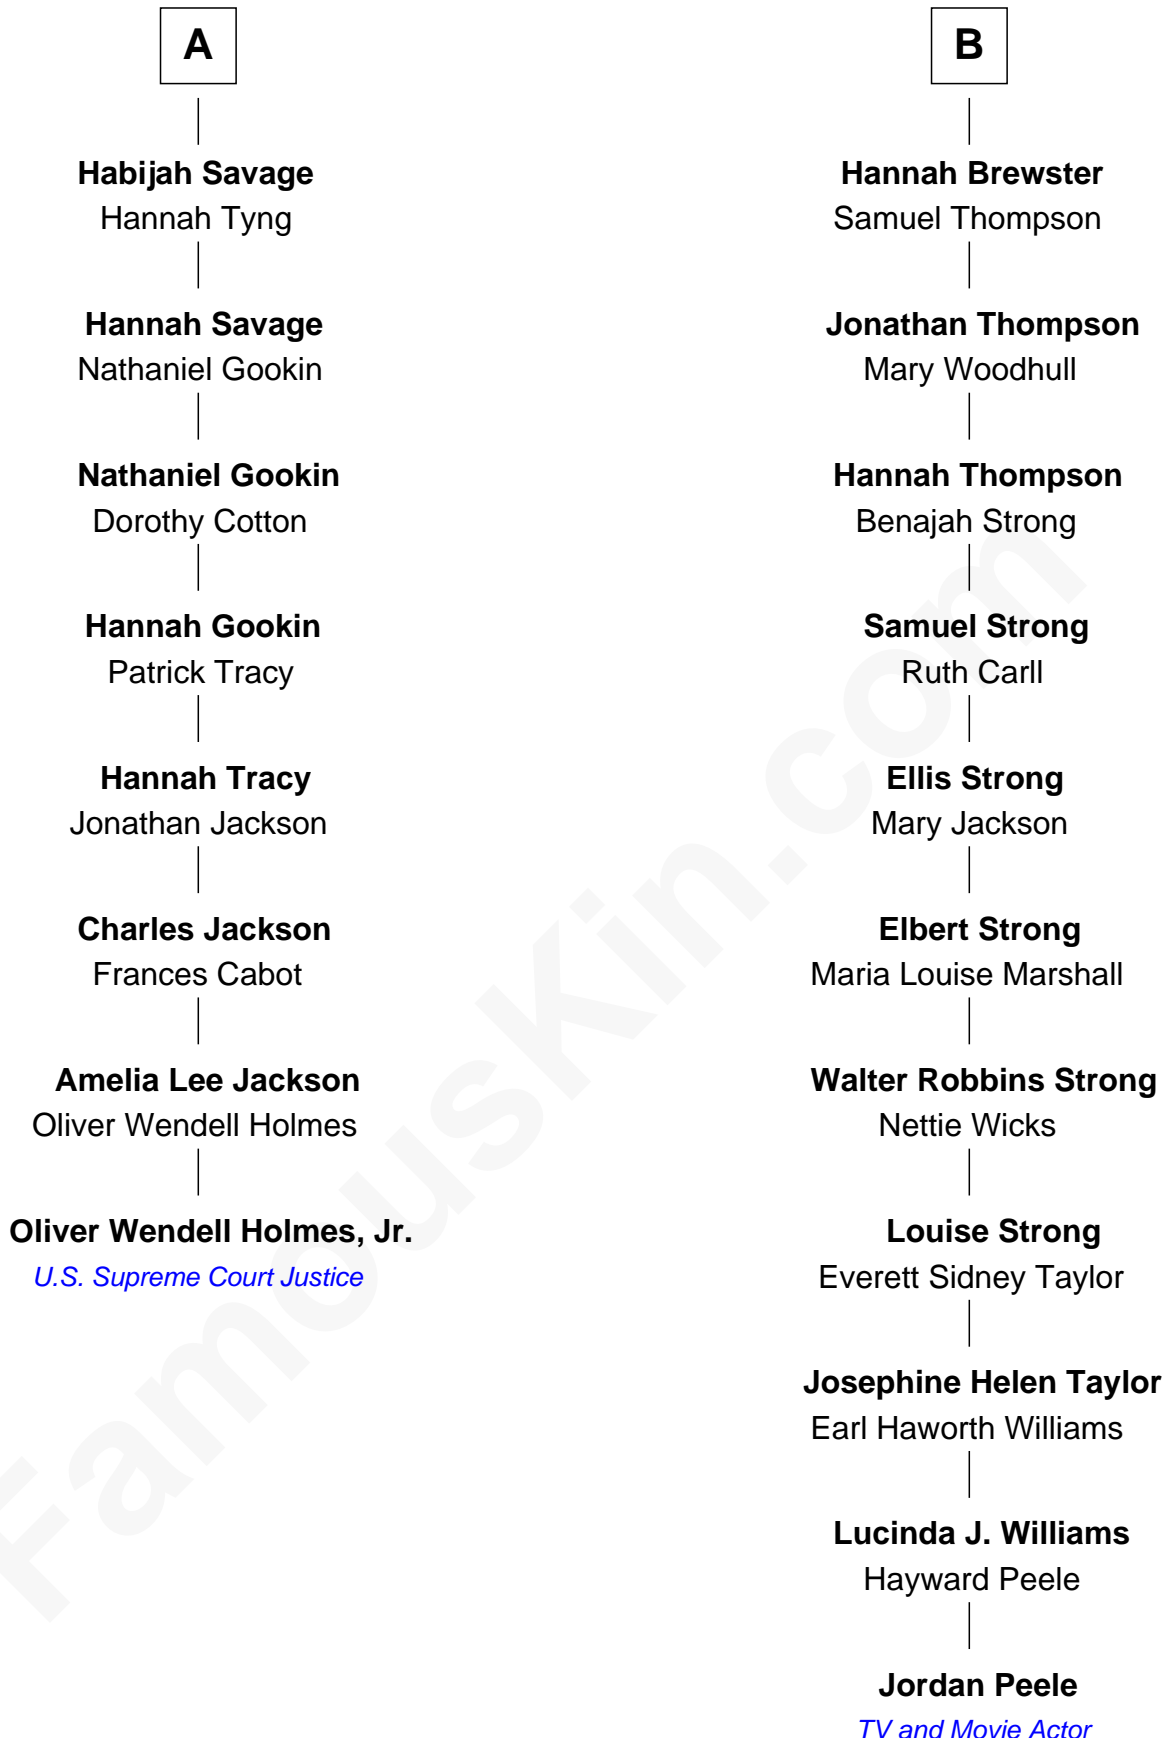 A
Habijah Savage
Hannah Tyng
Hannah Savage
Nathaniel Gookin
Nathaniel Gookin
Dorothy Cotton
Hannah Gookin
Patrick Tracy
Hannah Tracy
Jonathan Jackson
Charles Jackson
Frances Cabot
Amelia Lee Jackson
Oliver Wendell Holmes
Oliver Wendell Holmes, Jr.
U.S. Supreme Court Justice
B
Hannah Brewster
Samuel Thompson
Jonathan Thompson
Mary Woodhull
Hannah Thompson
Benajah Strong
Samuel Strong
Ruth Carll
Ellis Strong
Mary Jackson
Elbert Strong
Maria Louise Marshall
Walter Robbins Strong
Nettie Wicks
Louise Strong
Everett Sidney Taylor
Josephine Helen Taylor
Earl Haworth Williams
Lucinda J. Williams
Hayward Peele
Jordan Peele
TV and Movie Actor
FamousKin.com